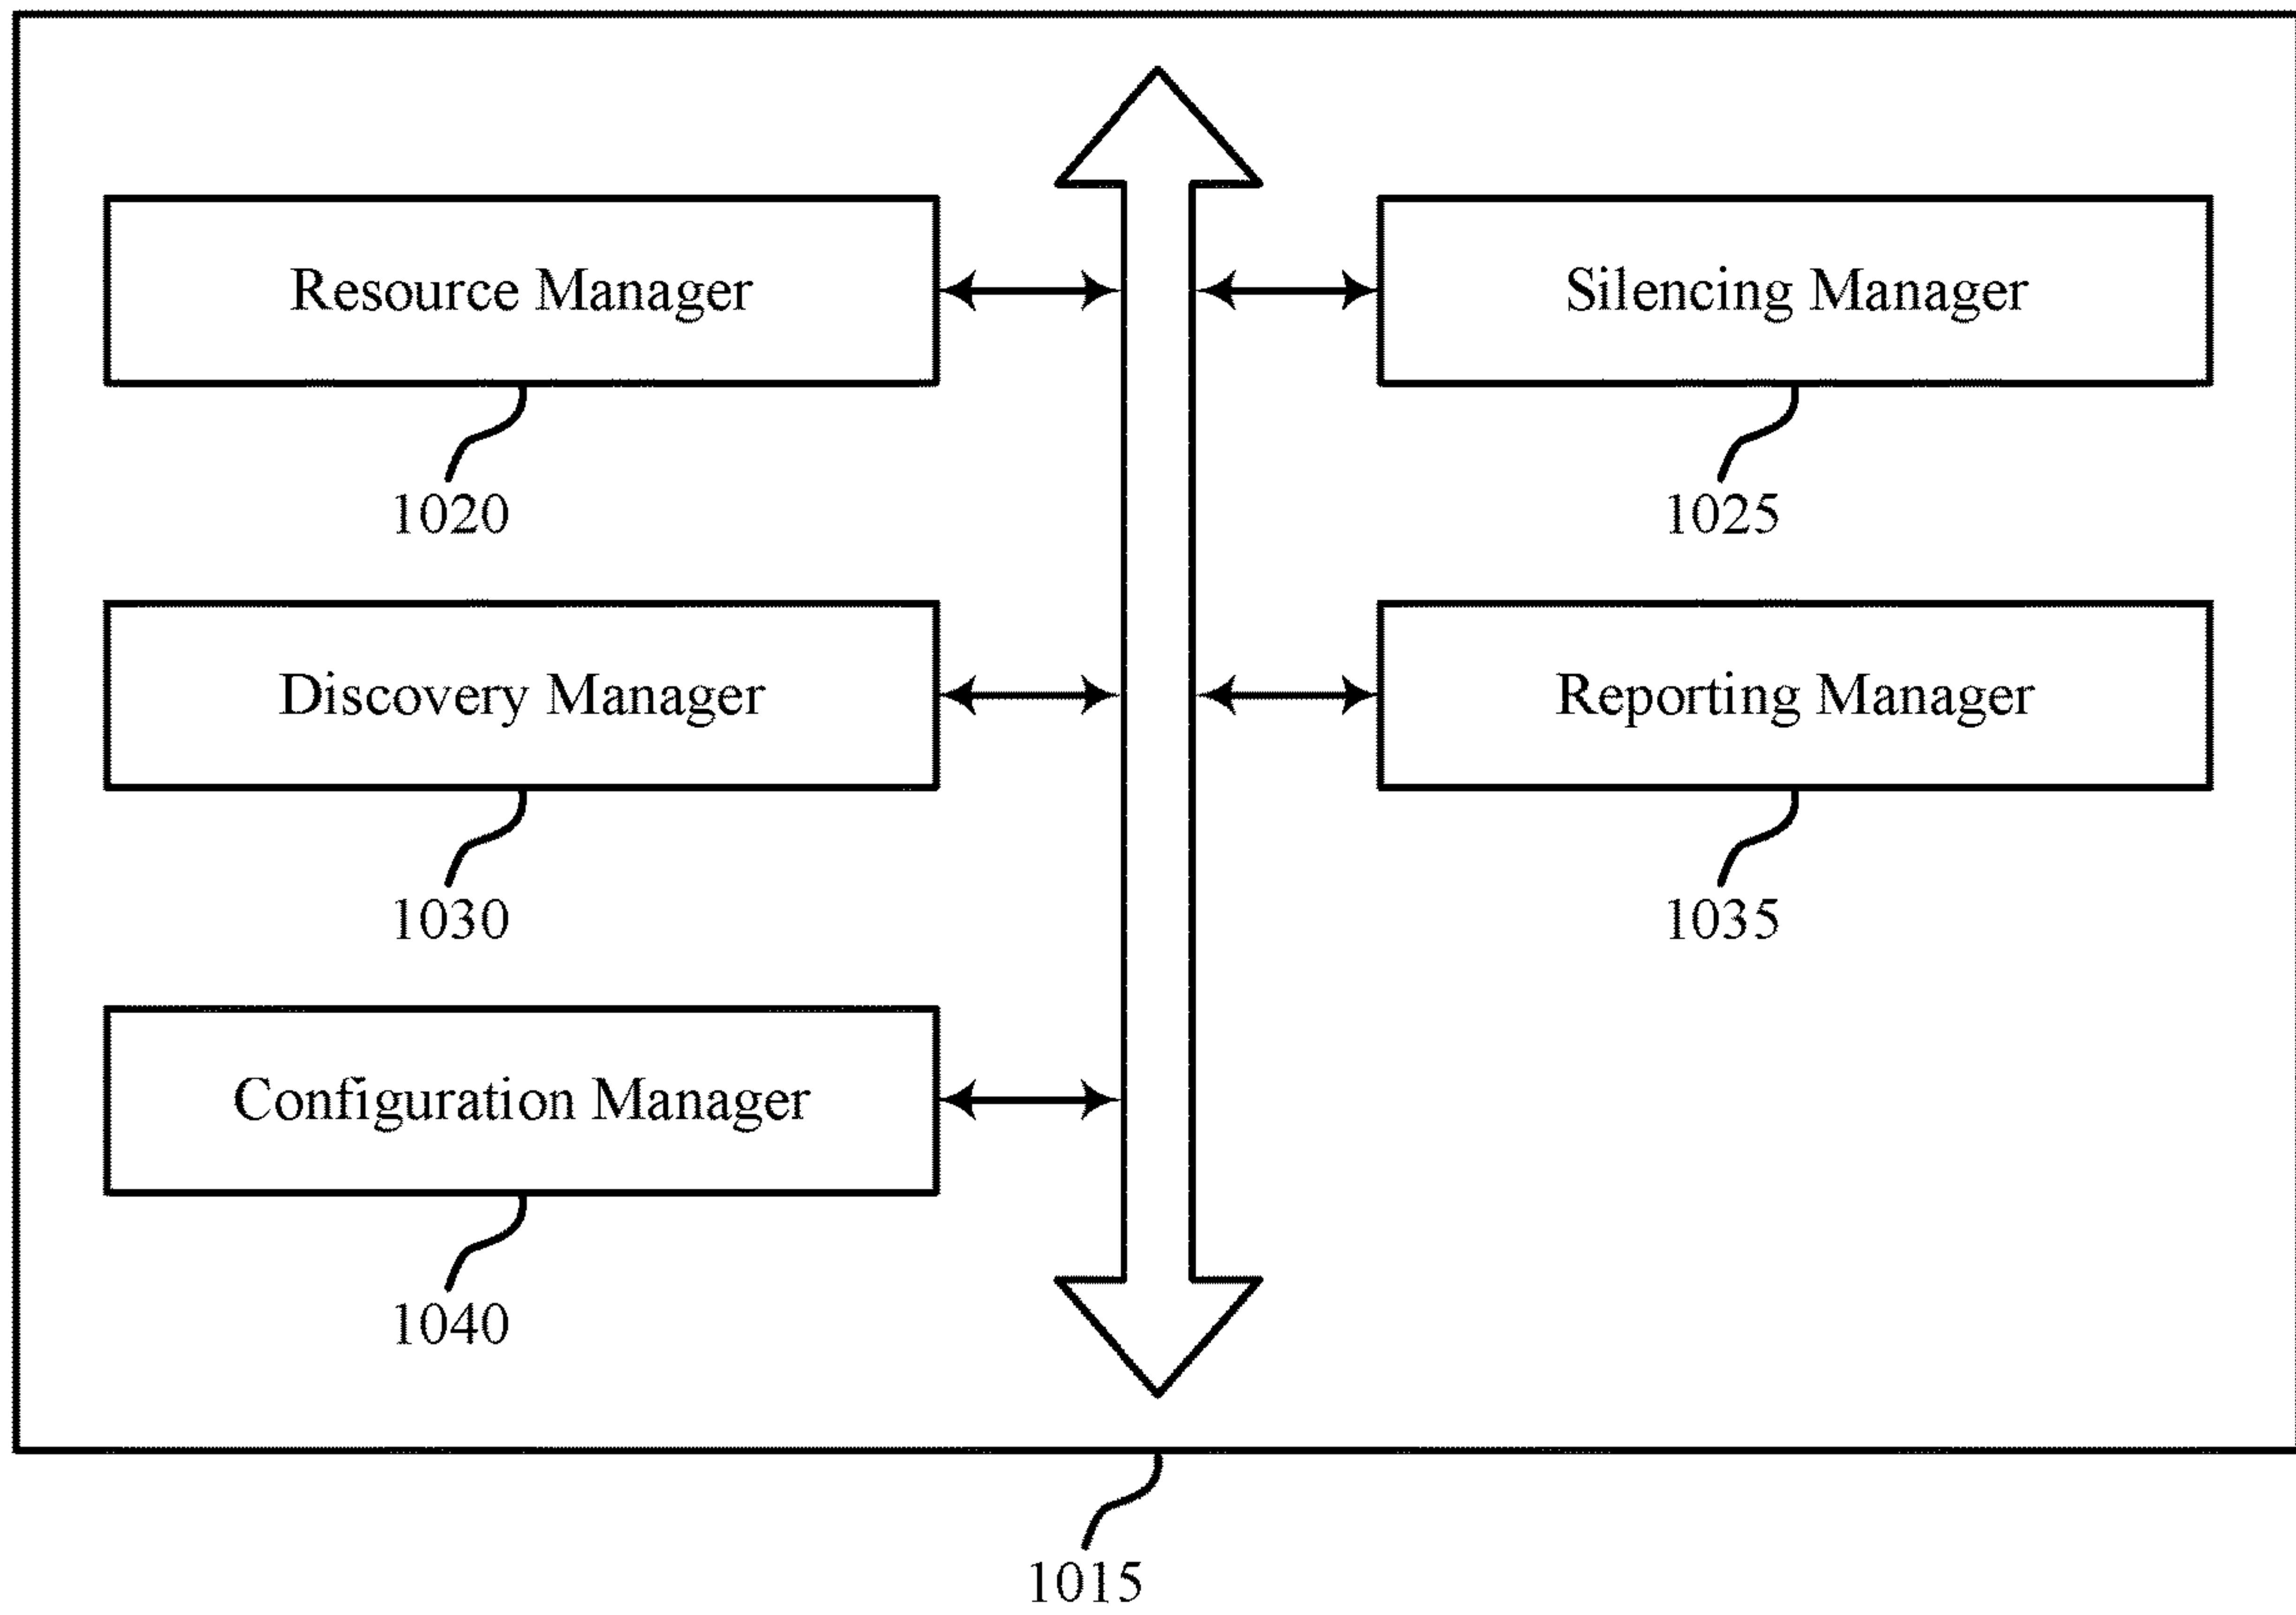 Resource Manager
Silencing Manager
1020
1025
Discovery Manager
Reporting Manager
1030
1035
Configuration Manager
1040
1015